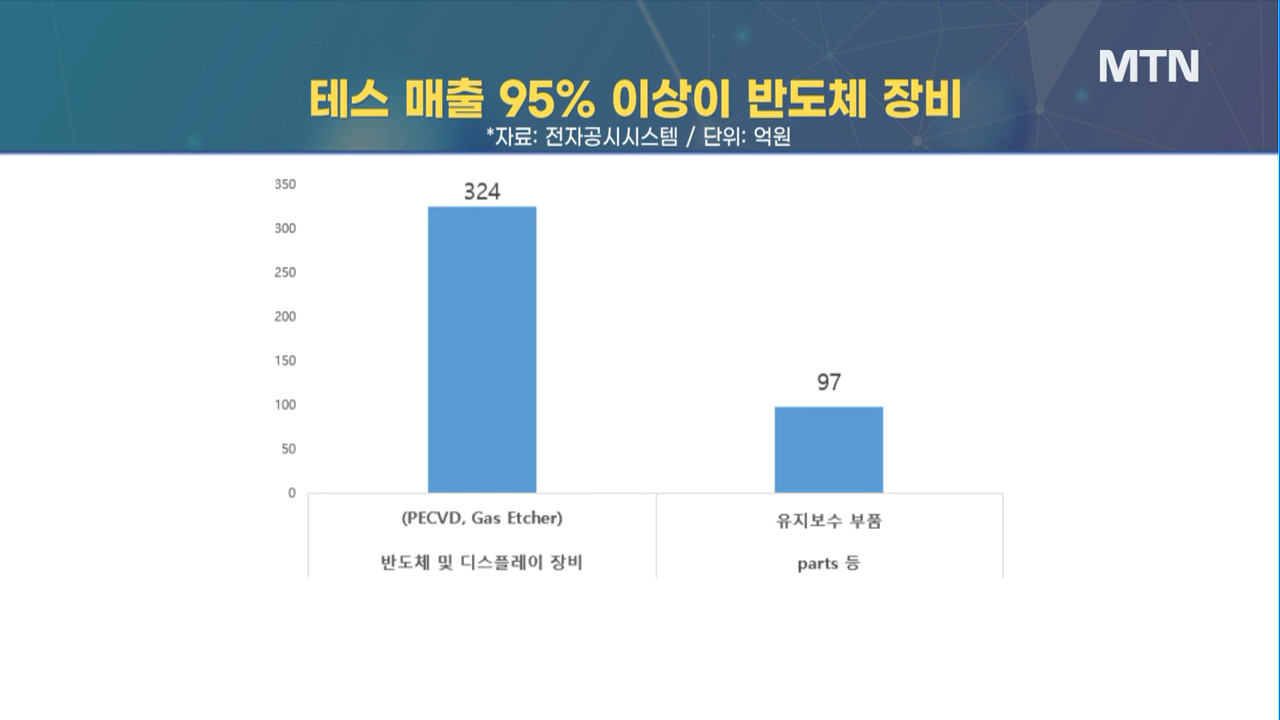 MTN
테스 매출 95% 이상이 반도체 장비
*자료: 전자공시시스템 / 단위: 억원
350
300
250
200
150
100
50
0
324
97
(PECVD, Gas Etcher)
반도체 및 디스플레이 장비
유지보수 부품
parts 등